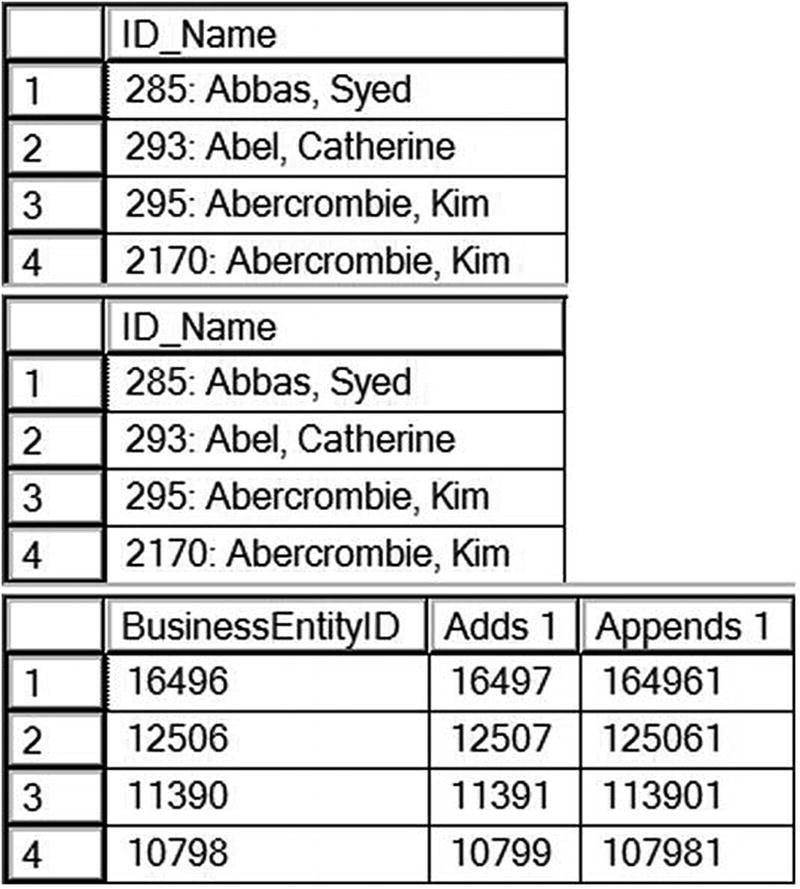 ID_Name
1 285: Abbas, Syed
2 293: Abel, Catherine
3 295: Abercrombie, Kim
4 2170: Abercrombie, Kim
ID_Name
1 285: Abbas, Syed
2 293: Abel, Catherine
3 295: Abercrombie, Kim
4 2170: Abercrombie, Kim
BusinessEntityID Adds 1 Appends 1
1 16496 16497 164961
2 12506 12507 125061
3 11390 11391 113901
4 10798 10799 107981